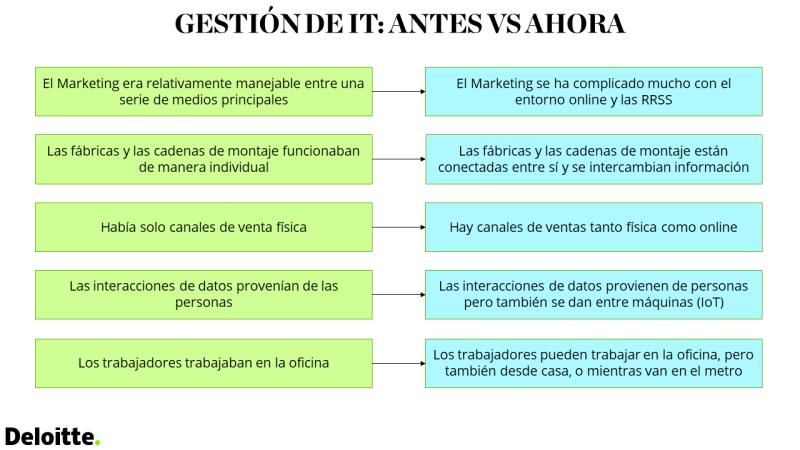 GESTIÓN DE IT: ANTES VS AHORA
El Marketing era relativamente manejable entre una
serie de medios principales
El Marketing se ha complicado mucho con el
entorno online y las RRSS
Las fábricas y las cadenas de montaje funcionaban
de manera individual
Las fábricas y las cadenas de montaje están
conectadas entre sí y se intercambian información
Había solo canales de venta física
Hay canales de ventas tanto física como online
Las interacciones de datos provenían de las
personas
Las interacciones de datos provienen de personas
pero también se dan entre máquinas (IoT)
Los trabajadores trabajaban en la oficina
Los trabajadores pueden trabajar en la oficina, pero
también desde casa, o mientras van en el metro
Deloitte.